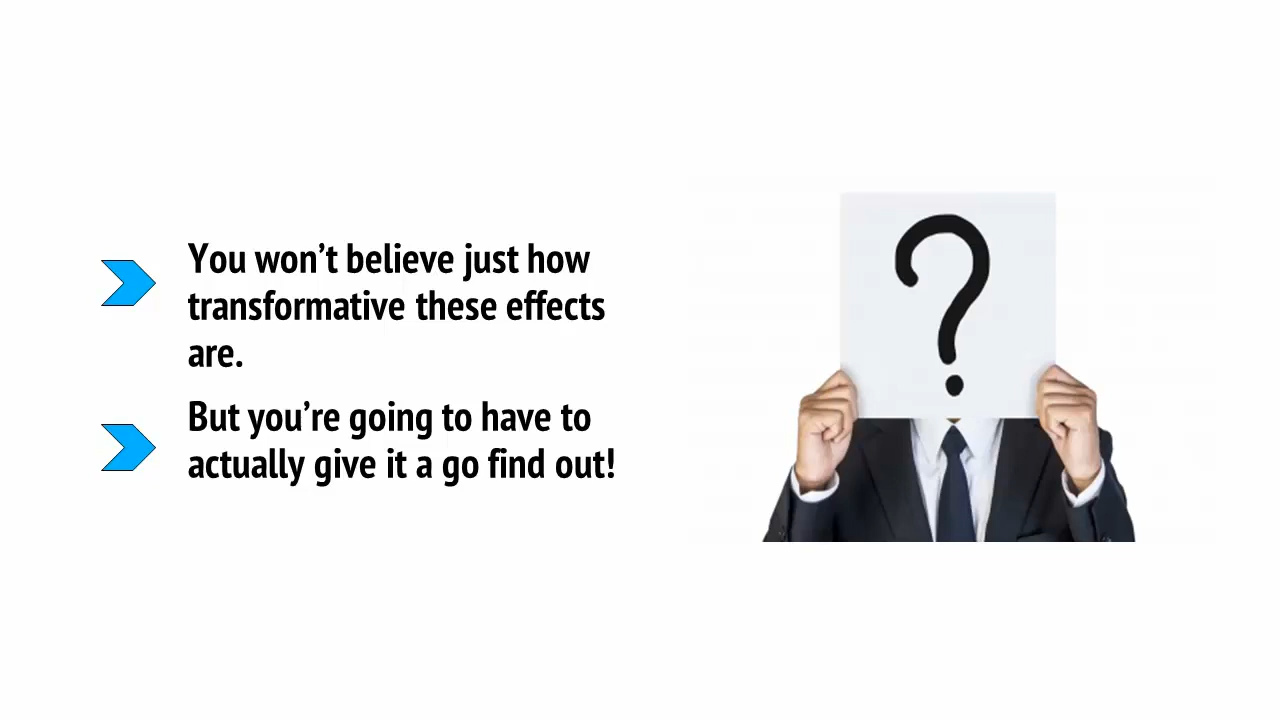 You won’t believe just how
transformative these effects
are.
But you’re going to have to
actually give it a go find out!
?